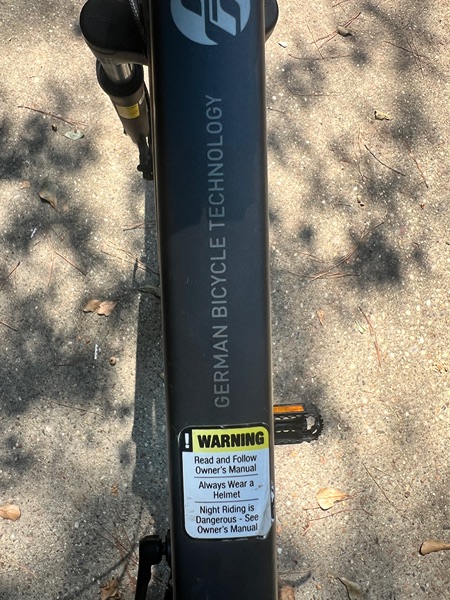 GERMAN BICYCLE TECHNOLOGY
! WARNING
Read and Follow
Owner's Manual
Always Wear a
Helmet
Night Riding is
Dangerous - See
Owner's Manual